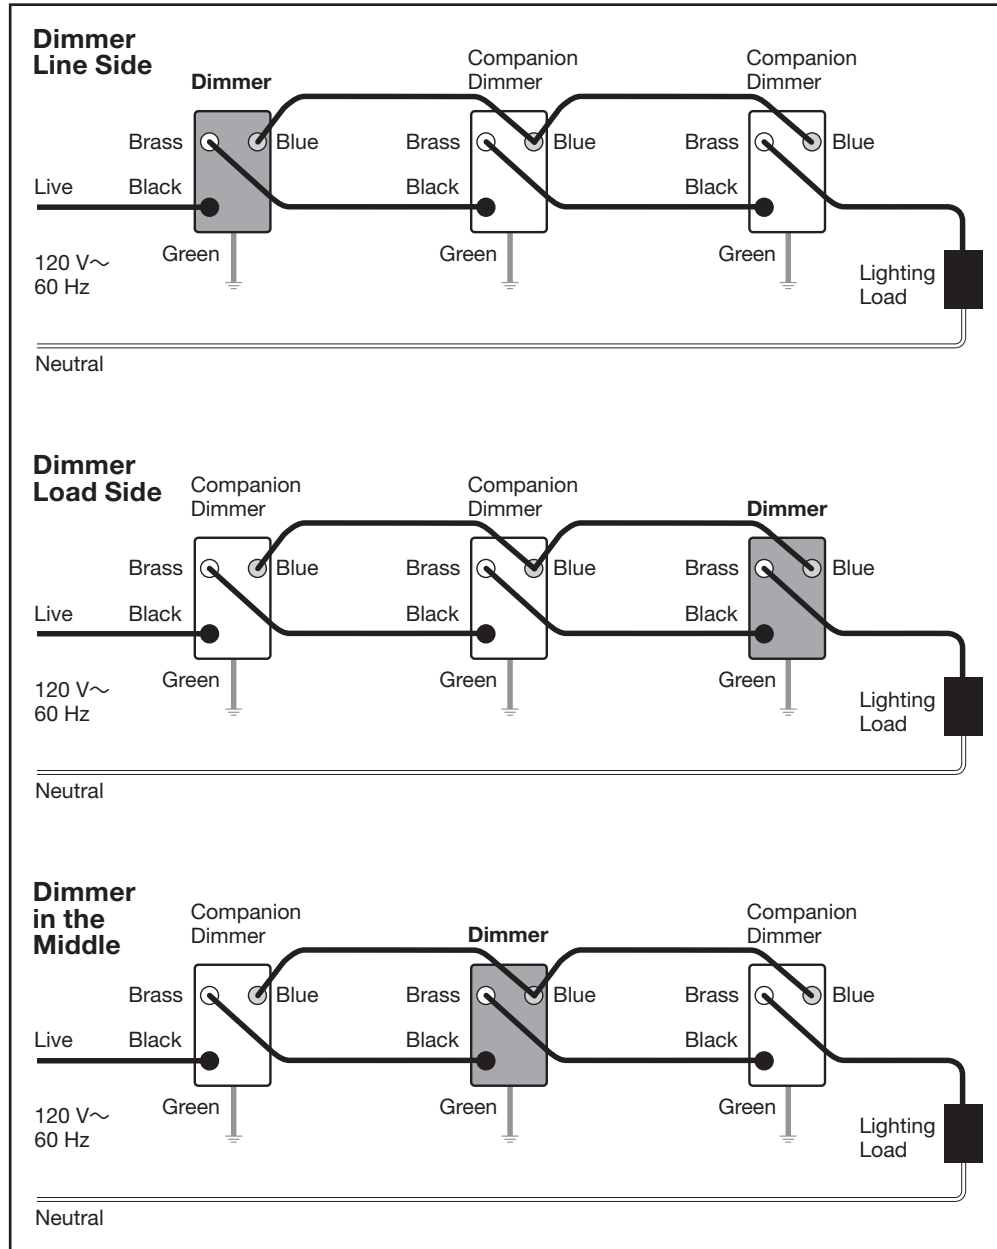 Dimmer
Line Side
Dimmer
Companion
Dimmer
Companion
Dimmer
Brass
Blue
Brass
Blue
Brass
Blue
Live
Black
Black
Black
Green
Green
Green
120 V~
60 Hz
Lighting
Load
Neutral
Dimmer
Load Side
Companion
Dimmer
Companion
Dimmer
Dimmer
Brass
Blue
Brass
Blue
Brass
Blue
Live
Black
Black
Black
Green
Green
Green
120 V~
60 Hz
Lighting
Load
Neutral
Dimmer
in the
Middle
Companion
Dimmer
Dimmer
Companion
Dimmer
Brass
Blue
Brass
Blue
Brass
Blue
Live
Black
Black
Black
Green
Green
Green
120 V~
60 Hz
Lighting
Load
Neutral